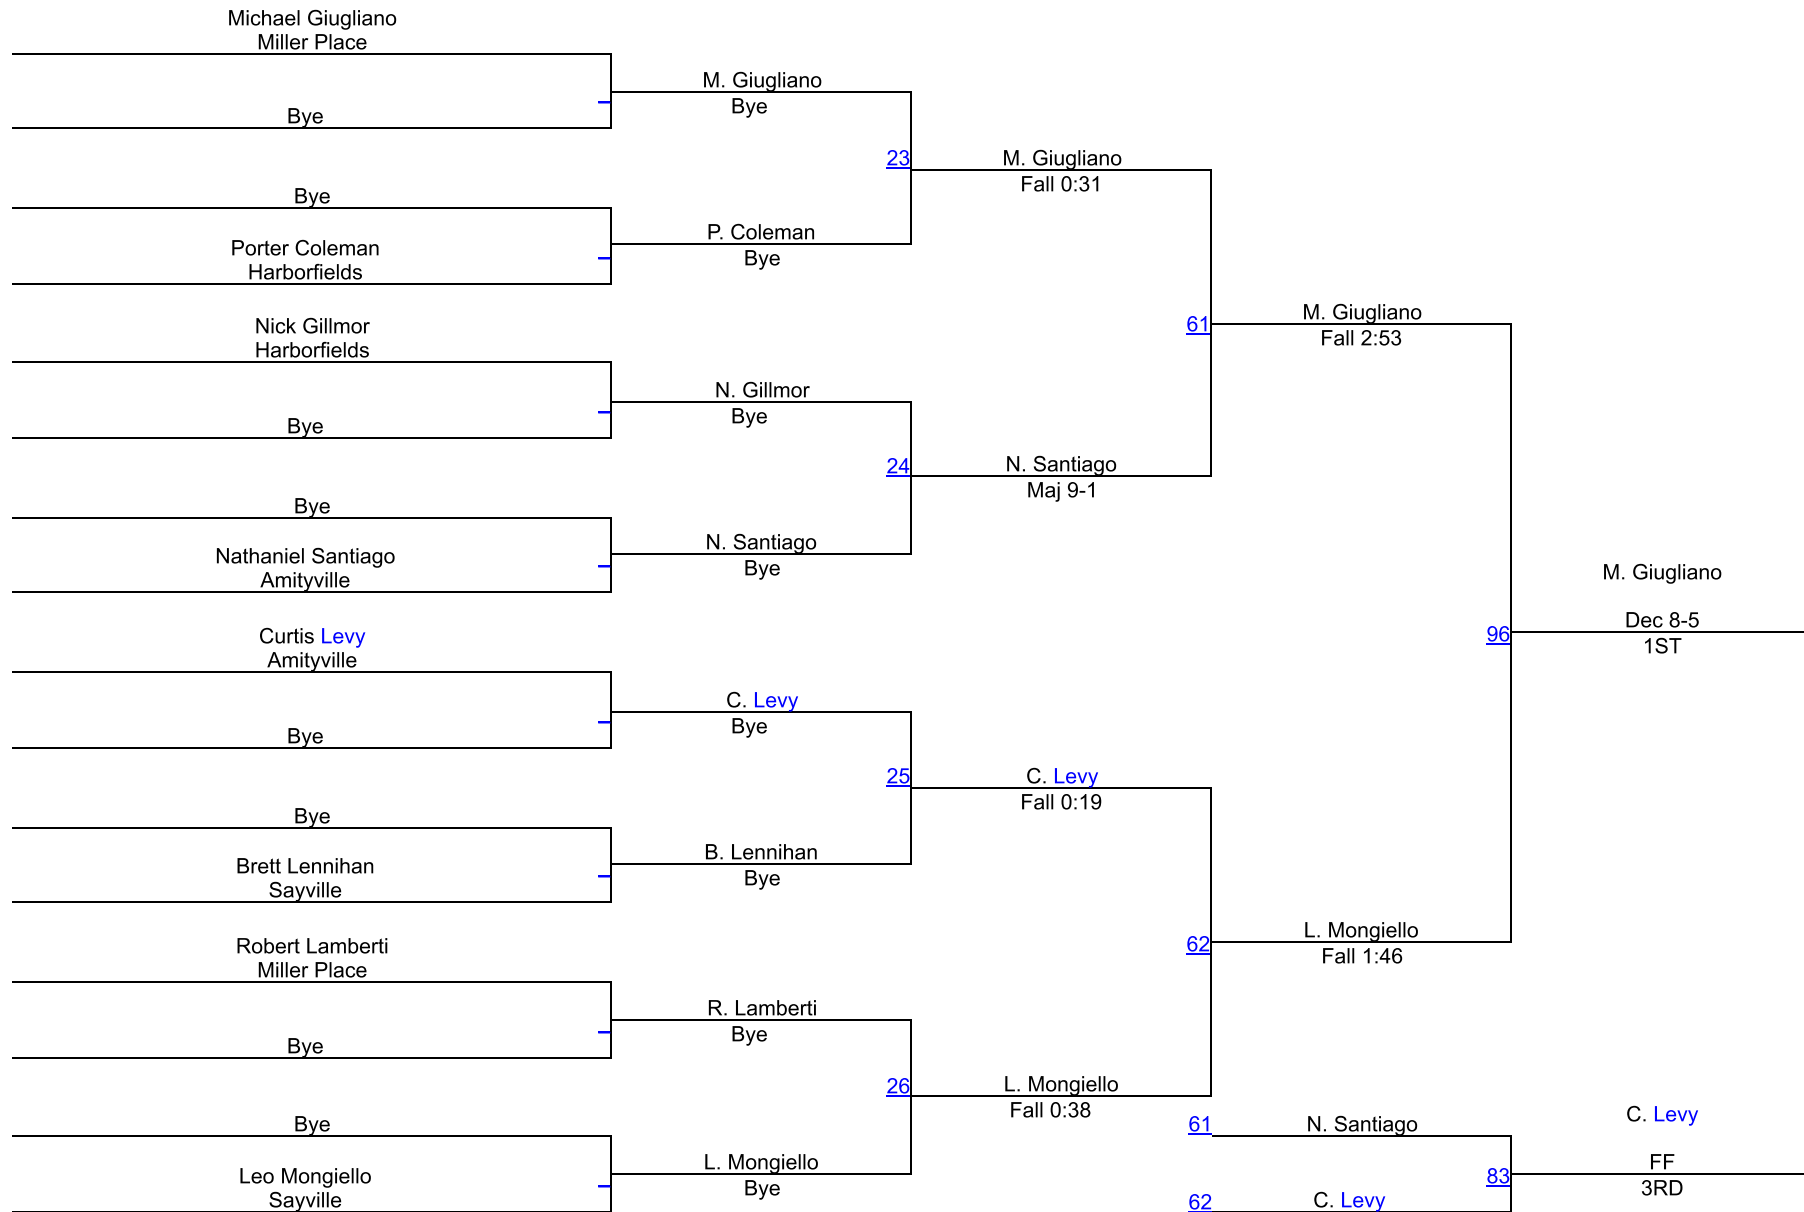 Michael Giugliano
Miller Place
Bye
M. Giugliano
Bye
Bye
Porter Coleman
Harborfields
P. Coleman
Bye
23
M. Giugliano
Fall 0:31
Nick Gillmor
Harborfields
Bye
N. Gillmor
Bye
Bye
Nathaniel Santiago
Amityville
N. Santiago
Bye
24
N. Santiago
Maj 9-1
61
M. Giugliano
Fall 2:53
Curtis Levy
Amityville
Bye
C. Levy
Bye
Bye
Brett Lennihan
Sayville
B. Lennihan
Bye
25
C. Levy
Fall 0:19
Robert Lamberti
Miller Place
Bye
R. Lamberti
Bye
Bye
Leo Mongiello
Sayville
L. Mongiello
Bye
26
L. Mongiello
Fall 0:38
62
L. Mongiello
Fall 1:46
96
M. Giugliano
Dec 8-5
1ST
61
N. Santiago
62
C. Levy
83
C. Levy
FF
3RD